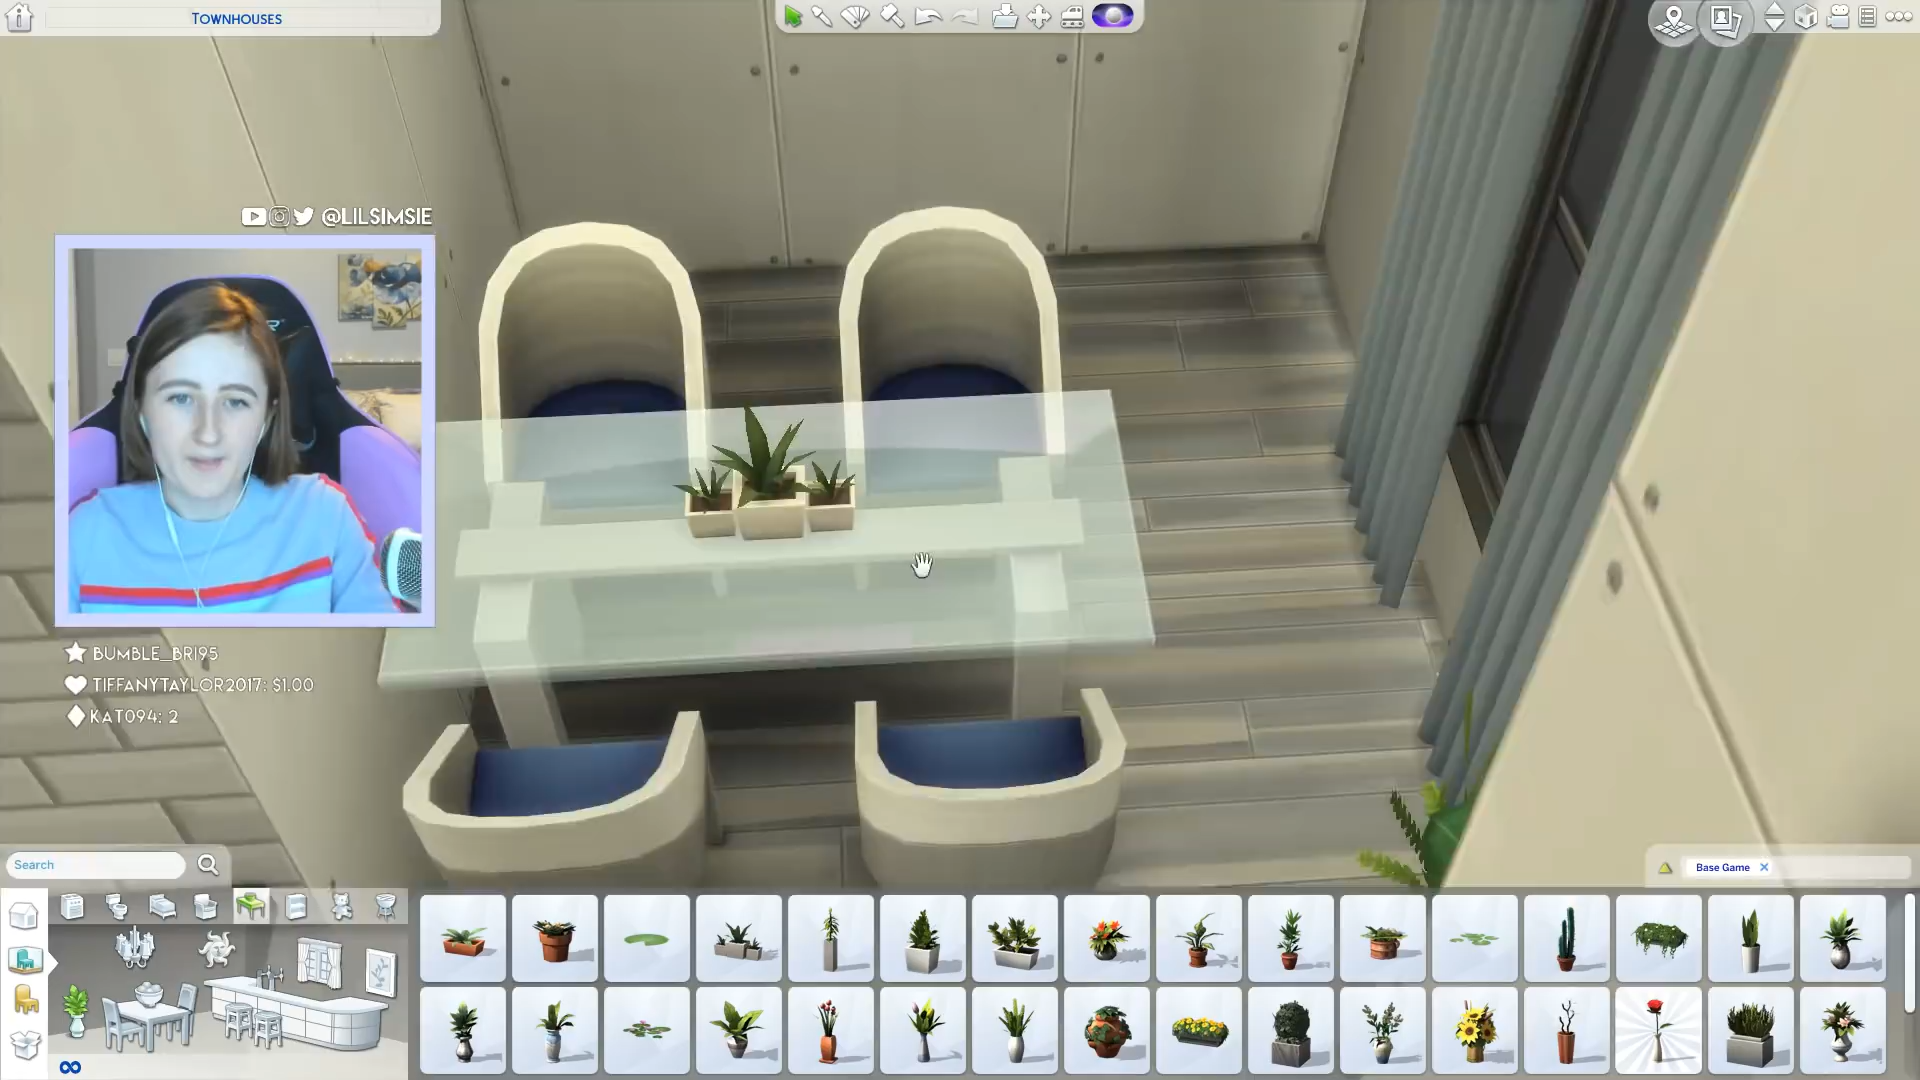 TOWNHOUSES
@LILSIMSIE
BUMBLE_BRI95
TIFFANYTAYLOR2017: $1.00
KAT094: 2
Search
Base Game